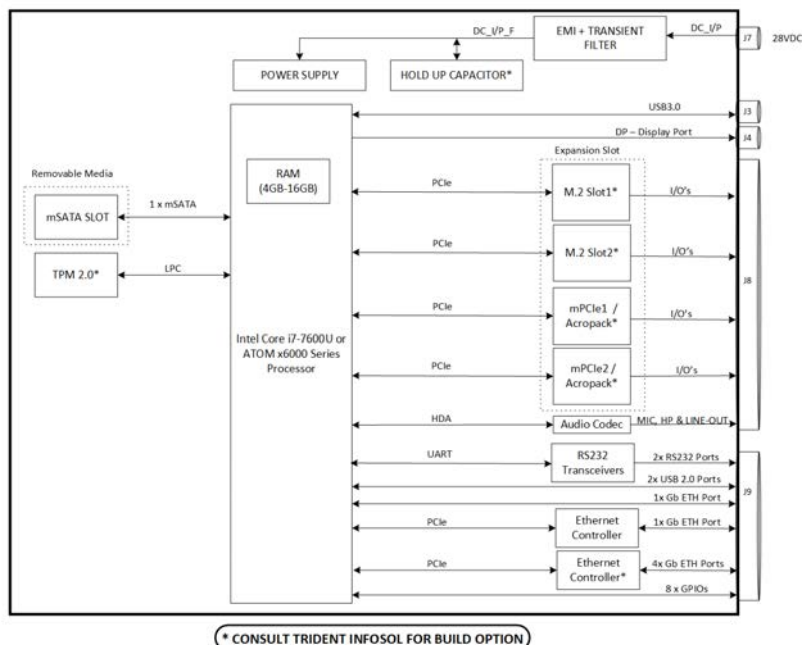 DC_I/P_F
EMI + TRANSIENT
FILTER
DC_I/P
J7
28VDC
POWER SUPPLY
HOLD UP CAPACITOR*
USB3.0
J3
DP – Display Port
J4
Expansion Slot
RAM
(4GB-16GB)
Removable Media
mSATA SLOT
1 x mSATA
PCIe
M.2 Slot1*
I/O's
TPM 2.0*
LPC
PCIe
M.2 Slot2*
I/O's
J8
PCIe
mPCIe1 /
Acropack*
I/O's
Intel Core i7-7600U or
ATOM x6000 Series
Processor
PCIe
mPCIe2 /
Acropack*
I/O's
HDA
Audio Codec
MIC, HP & LINE-OUT
UART
RS232
Transceivers
2x RS232 Ports
2x USB 2.0 Ports
J9
1x Gb ETH Port
PCIe
Ethernet
Controller
1x Gb ETH Port
PCIe
Ethernet
Controller*
4x Gb ETH Ports
8 x GPIOs
* CONSULT TRIDENT INFOSOL FOR BUILD OPTION